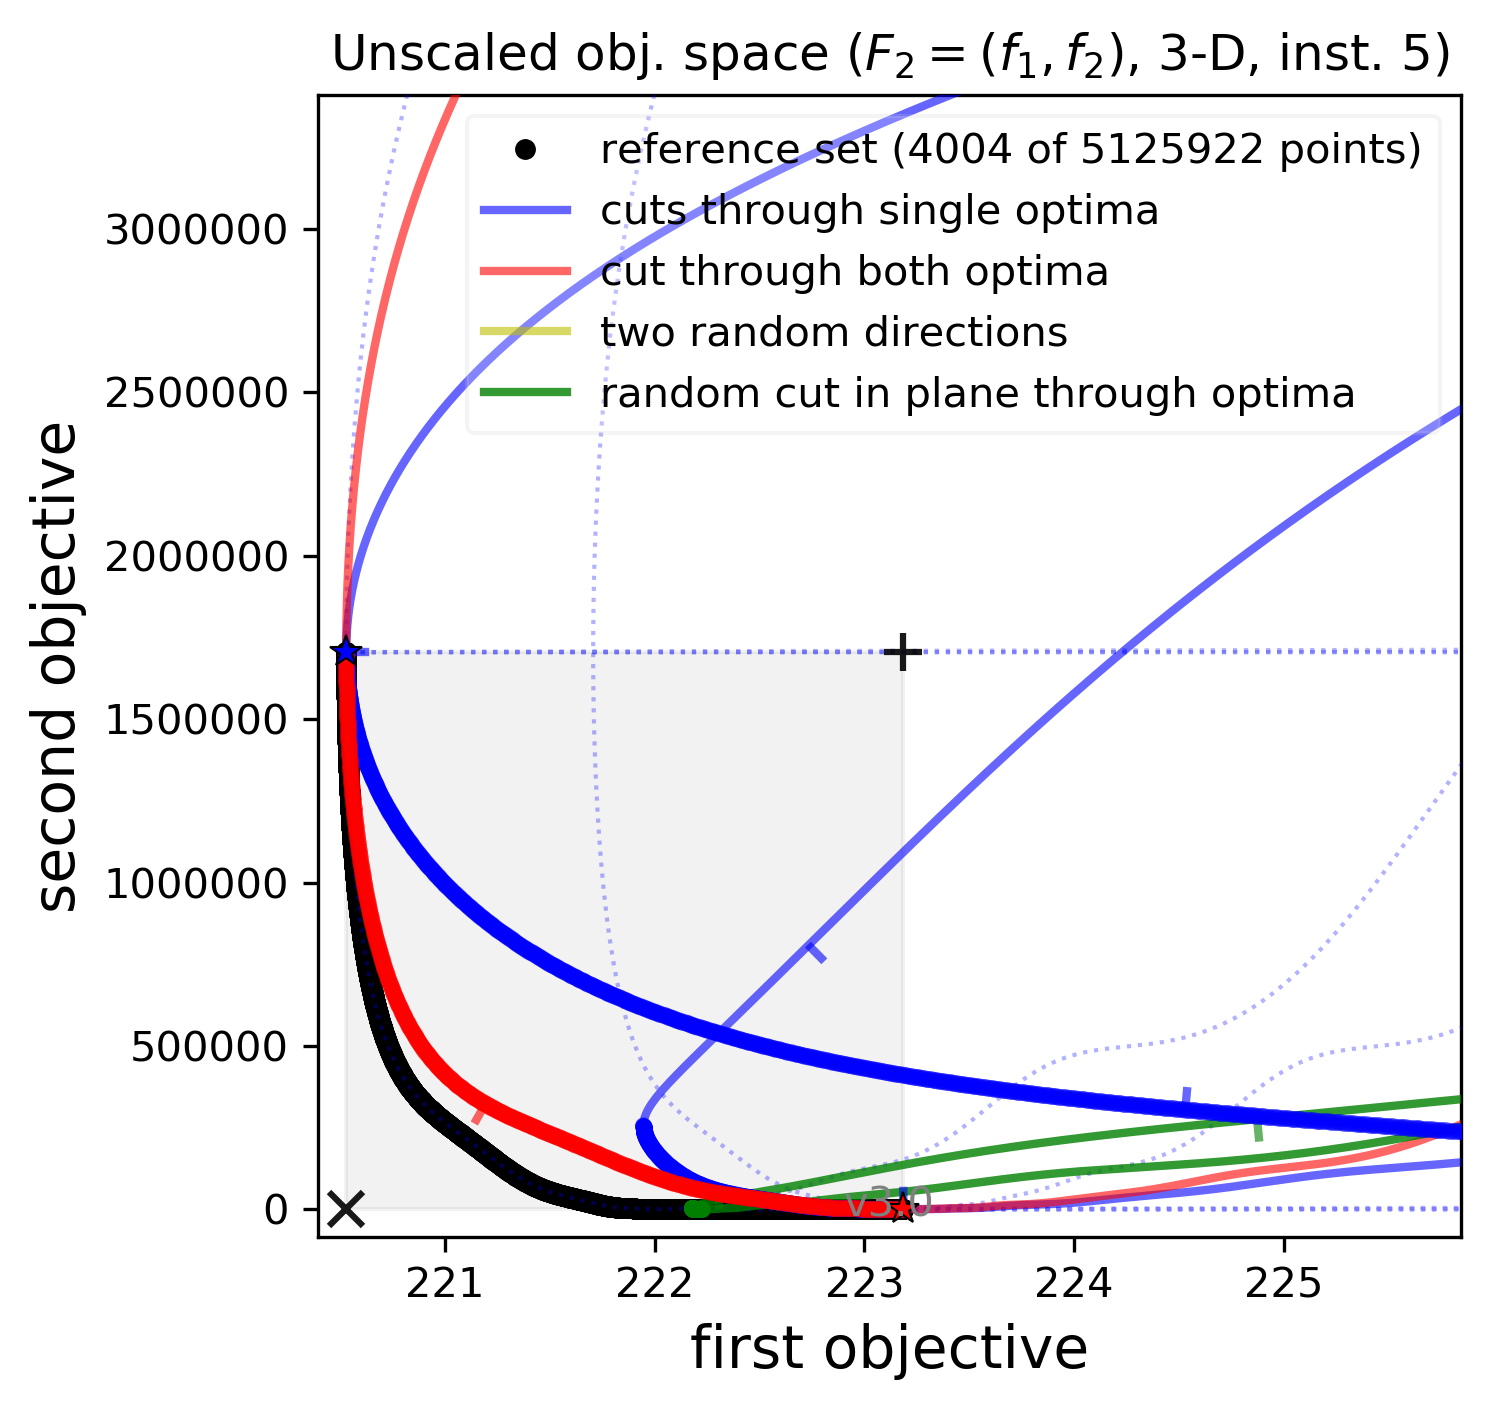 Unscaled obj. space (F₂ = (f₁, f₂), 3-D, inst. 5)
reference set (4004 of 5125922 points)
cuts through single optima
cut through both optima
two random directions
random cut in plane through optima
second objective
3000000
2500000
2000000
1500000
1000000
500000
0
v3.0
221 222 223 224 225
first objective